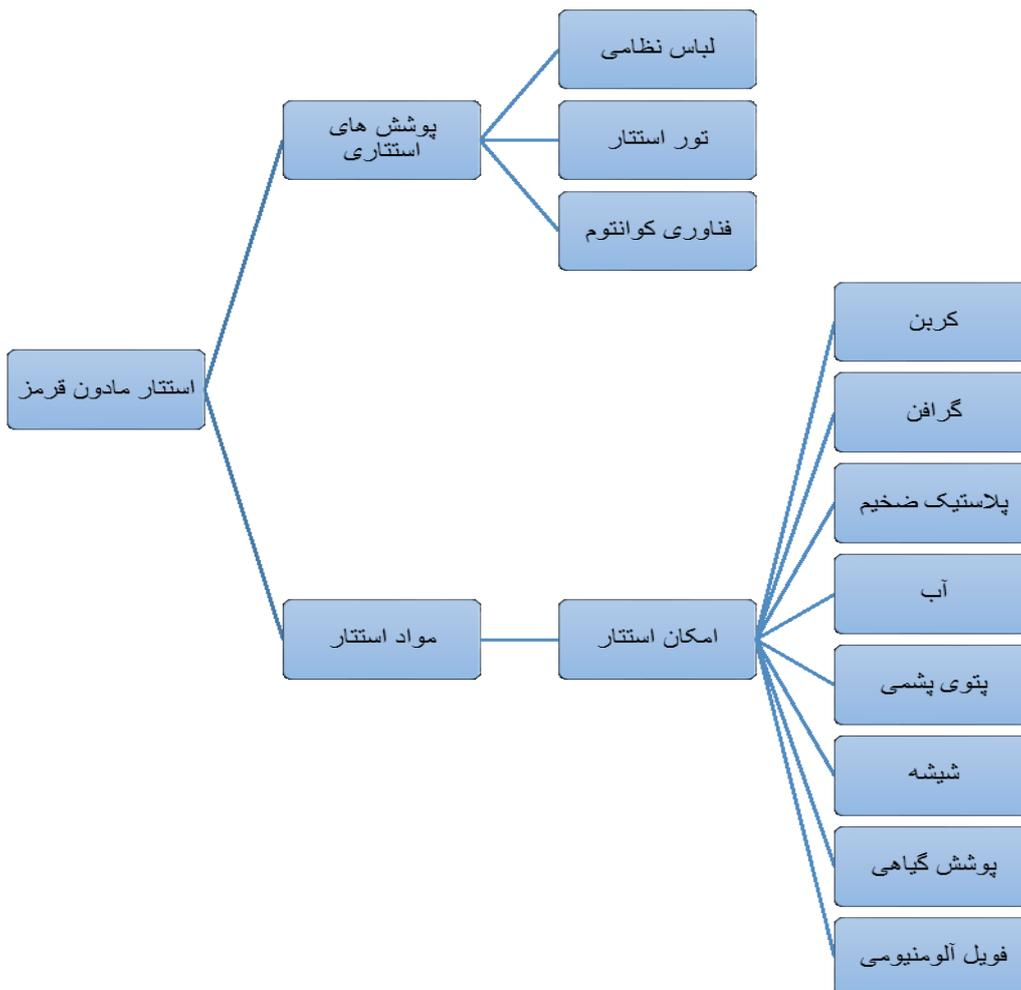 استتار مادون قرمز
پوشش های
استتاری
لباس نظامی
تور استتار
فناوری کوانتوم
مواد استتار
امکان استتار
کربن
گرافن
پلاستیک ضخیم
آب
پتوی پشمی
شیشه
پوشش گیاهی
فویل آلومنیومی